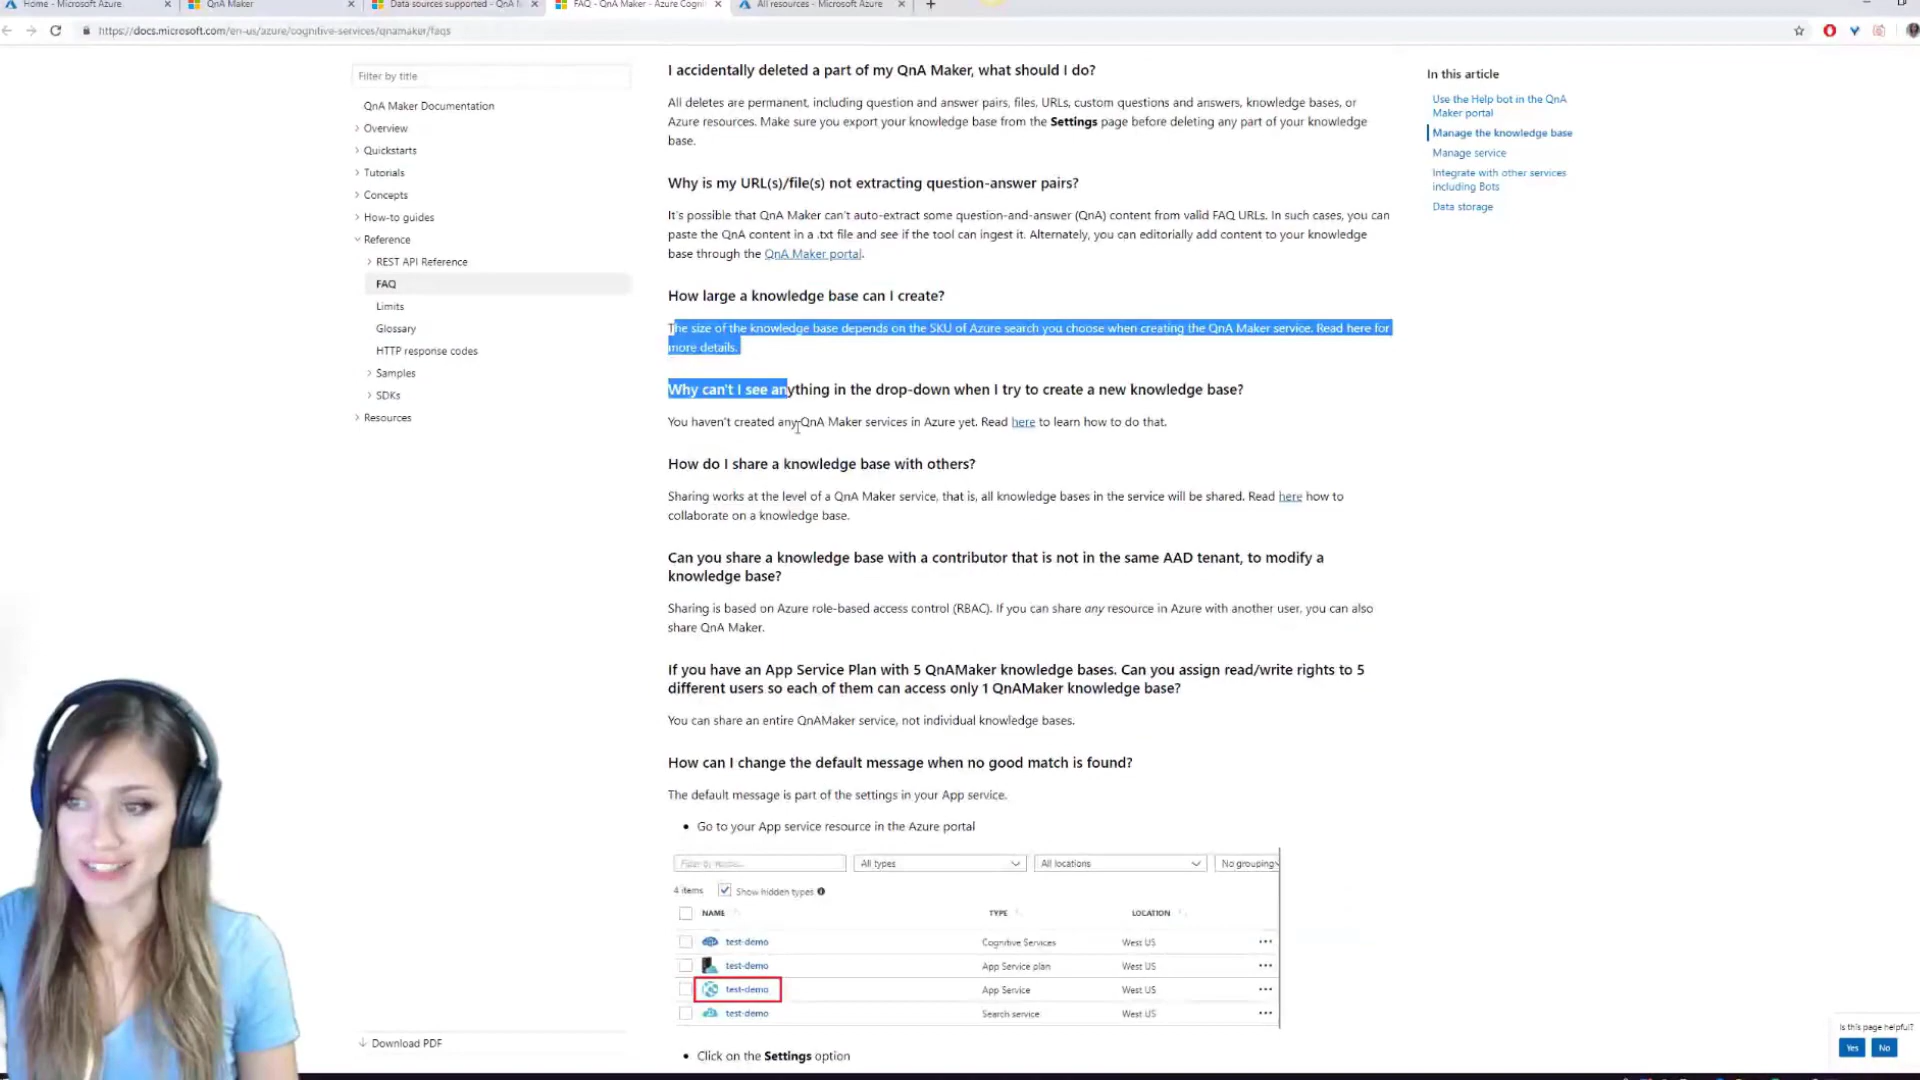 Home - Microsoft Azure
QnA Maker
Data sources supported - QnA M
FAQ - QnA Maker - Azure Cogni
All resources - Microsoft Azure
https://docs.microsoft.com/en-us/azure/cognitive-services/qnamaker/faqs
Filter by title
QnA Maker Documentation
Overview
Quickstarts
Tutorials
Concepts
How-to guides
Reference
REST API Reference
FAQ
Limits
Glossary
HTTP response codes
Samples
SDKs
Resources
Download PDF
I accidentally deleted a part of my QnA Maker, what should I do?
All deletes are permanent, including question and answer pairs, files, URLs, custom questions and answers, knowledge bases, or
Azure resources. Make sure you export your knowledge base from the Settings page before deleting any part of your knowledge
base.
Why is my URL(s)/file(s) not extracting question-answer pairs?
It's possible that QnA Maker can't auto-extract some question-and-answer (QnA) content from valid FAQ URLs. In such cases, you can
paste the QnA content in a .txt file and see if the tool can ingest it. Alternately, you can editorially add content to your knowledge
base through the QnA Maker portal.
How large a knowledge base can I create?
The size of the knowledge base depends on the SKU of Azure search you choose when creating the QnA Maker service. Read here for
more details.
Why can't I see anything in the drop-down when I try to create a new knowledge base?
You haven't created any QnA Maker services in Azure yet. Read here to learn how to do that.
How do I share a knowledge base with others?
Sharing works at the level of a QnA Maker service, that is, all knowledge bases in the service will be shared. Read here how to
collaborate on a knowledge base.
Can you share a knowledge base with a contributor that is not in the same AAD tenant, to modify a
knowledge base?
Sharing is based on Azure role-based access control (RBAC). If you can share any resource in Azure with another user, you can also
share QnA Maker.
If you have an App Service Plan with 5 QnAMaker knowledge bases. Can you assign read/write rights to 5
different users so each of them can access only 1 QnAMaker knowledge base?
You can share an entire QnAMaker service, not individual knowledge bases.
How can I change the default message when no good match is found?
The default message is part of the settings in your App service.
• Go to your App service resource in the Azure portal
Filter by name...
All types
All locations
No grouping
4 items
Show hidden types
NAME
TYPE
LOCATION
test-demo Cognitive Services West US
test-demo App Service plan West US
test-demo App Service West US
test-demo Search service West US
• Click on the Settings option
In this article
Use the Help bot in the QnA
Maker portal
Manage the knowledge base
Manage service
Integrate with other services
including Bots
Data storage
Is this page helpful?
Yes
No